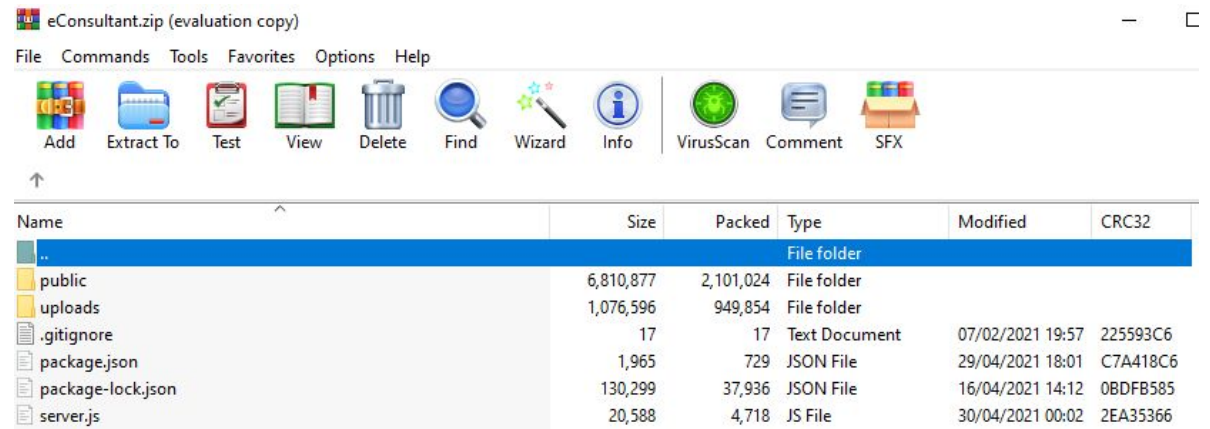 eConsultant.zip (evaluation copy)
File Commands Tools Favorites Options Help
Add Extract To Test View Delete Find Wizard Info VirusScan Comment SFX
Name Size Packed Type Modified CRC32
.. File folder
public 6,810,877 2,101,024 File folder
uploads 1,076,596 949,854 File folder
.gitignore 17 17 Text Document 07/02/2021 19:57 225593C6
package.json 1,965 729 JSON File 29/04/2021 18:01 C7A418C6
package-lock.json 130,299 37,936 JSON File 16/04/2021 14:12 0BDFB585
server.js 20,588 4,718 JS File 30/04/2021 00:02 2EA35366